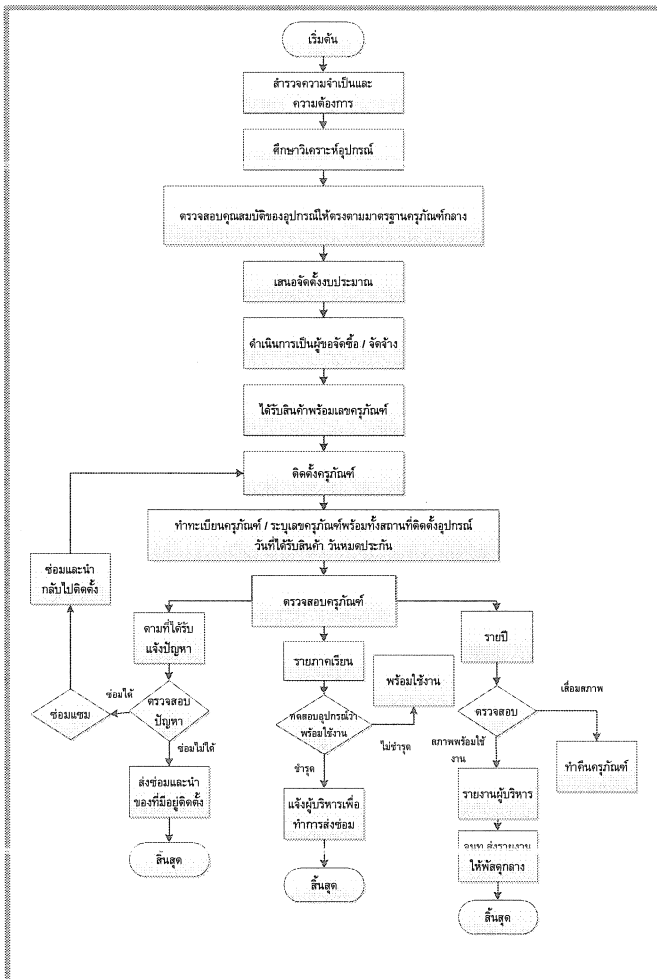 เริ่มต้น
สำรวจความจำเป็นและ
ความต้องการ
ศึกษาวิเคราะห์อุปกรณ์
ตรวจสอบคุณสมบัติของอุปกรณ์ให้ตรงตามมาตรฐานครุภัณฑ์กลาง
เสนอจัดตั้งงบประมาณ
ดำเนินการเป็นผู้ขอจัดซื้อ / จัดจ้าง
ได้รับสินค้าพร้อมเลขครุภัณฑ์
ติดตั้งครุภัณฑ์
ทำทะเบียนครุภัณฑ์ / ระบุเลขครุภัณฑ์พร้อมทั้งสถานที่ติดตั้งอุปกรณ์
วันที่ได้รับสินค้า วันหมดประกัน
ซ่อมและนำ
กลับไปติดตั้ง
ตรวจสอบครุภัณฑ์
ตามที่ได้รับ
แจ้งปัญหา
รายภาคเรียน
รายปี
พร้อมใช้งาน
เสื่อมสภาพ
ซ่อมแซม
ซ่อมได้
ตรวจสอบ
ปัญหา
ทดสอบอุปกรณ์ว่า
พร้อมใช้งาน
ตรวจสอบ
ซ่อมไม่ได้
ไม่ชำรุด
สภาพพร้อมใช้
งาน
ทำคืนครุภัณฑ์
ชำรุด
ส่งซ่อมและนำ
ของที่มีอยู่ติดตั้ง
แจ้งผู้บริหารเพื่อ
ทำการส่งซ่อม
รายงานผู้บริหาร
จนท.ส่งรายงาน
ให้พัสดุกลาง
สิ้นสุด
สิ้นสุด
สิ้นสุด